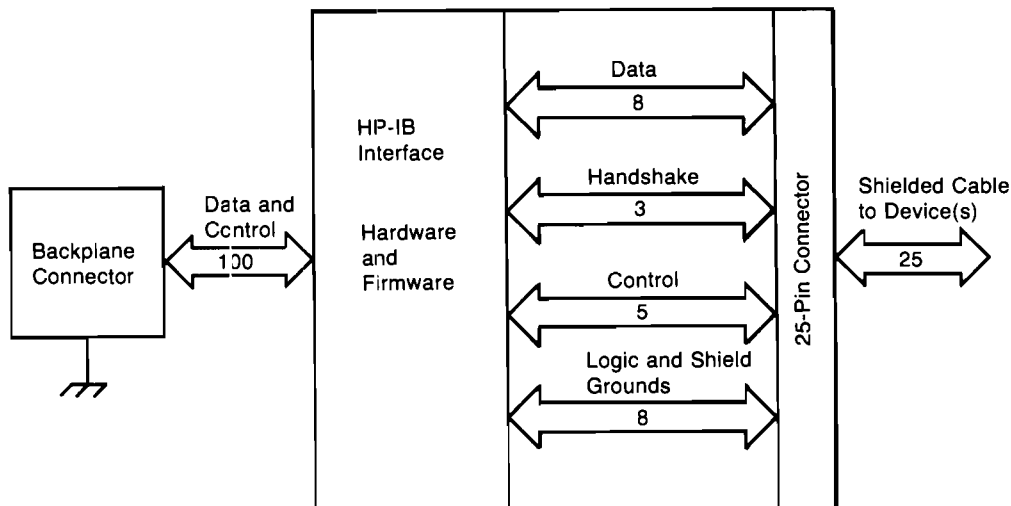 Backplane
Connector
Data and
Control
100
HP-IB
Interface
Hardware
and
Firmware
Data
8
Handshake
3
Control
5
Logic and Shield
Grounds
8
25-Pin Connector
Shielded Cable
to Device(s)
25